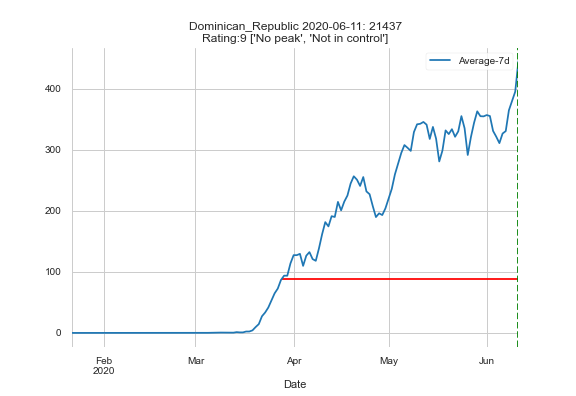 Dominican_Republic 2020-06-11: 21437
Rating:9 ['No peak', 'Not in control']
Average-7d
400
300
200
100
0
Feb Mar Apr May Jun
2020
Date